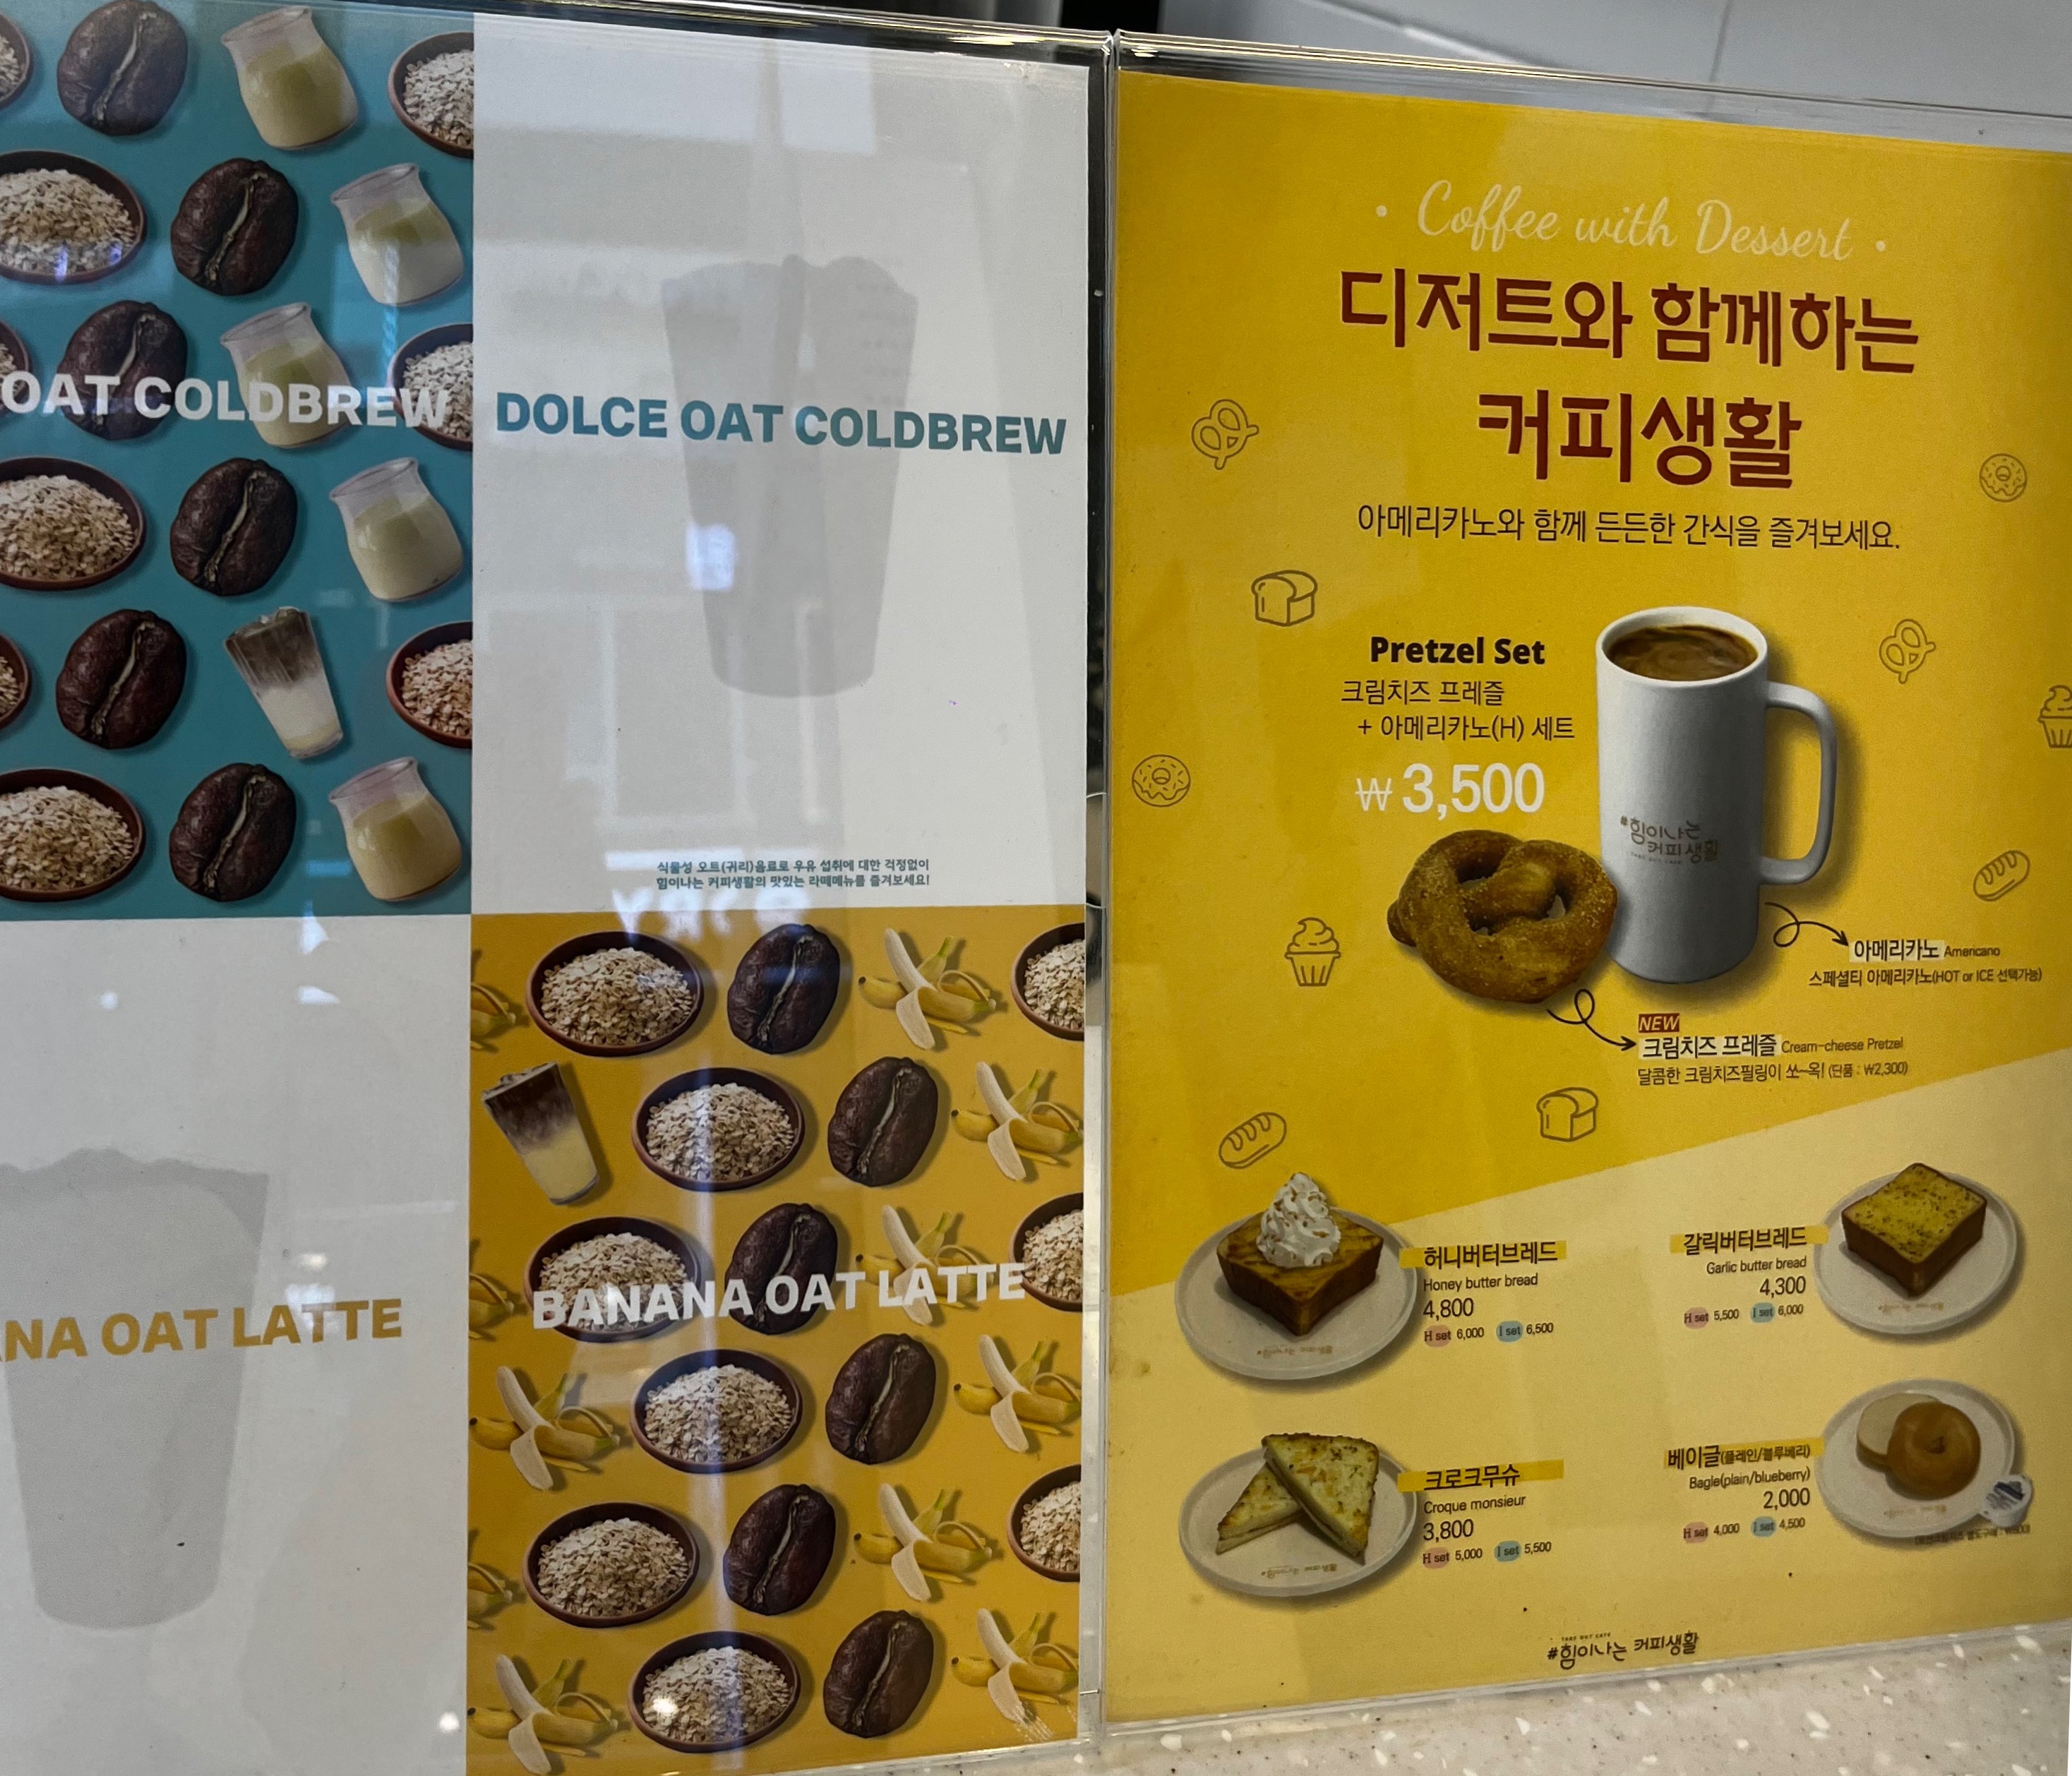 OAT COLDBREW
DOLCE OAT COLDBREW
식물성 오트(귀리)음료로 우유 섭취에 대한 걱정없이
힘이나는 커피생활의 맛있는 라떼메뉴를 즐겨보세요!
NA OAT LATTE
BANANA OAT LATTE
• Coffee with Dessert •
디저트와 함께하는
커피생활
아메리카노와 함께 든든한 간식을 즐겨보세요.
Pretzel Set
크림치즈 프레즐
+ 아메리카노(H) 세트
₩3,500
#힘이나는
커피생활
아메리카노 Americano
스페셜티 아메리카노(HOT or ICE 선택가능)
NEW
크림치즈 프레즐 Cream-cheese Pretzel
달콤한 크림치즈필링이 쏘~옥! (단품 : ₩2,300)
허니버터브레드
Honey butter bread
4,800
H set 6,000 I set 6,500
갈릭버터브레드
Garlic butter bread
4,300
H set 5,500 I set 6,000
크로크무슈
Croque monsieur
3,800
H set 5,000 I set 5,500
베이글(플레인/블루베리)
Bagle(plain/blueberry)
2,000
H set 4,000 I set 4,500
TAKE OUT CAFE
#힘이나는 커피생활